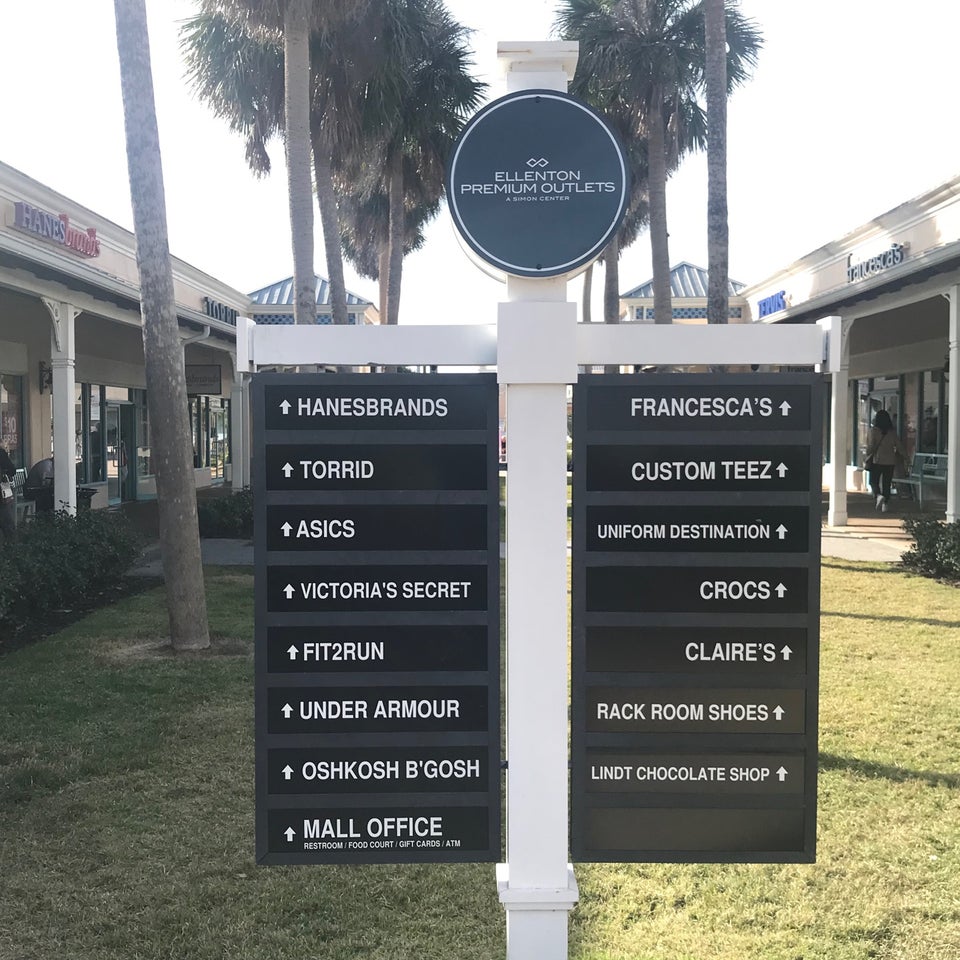 ELLENTON
PREMIUM OUTLETS
A SIMON CENTER
HANESbrands
TORRID
francesca's
HANESBRANDS
TORRID
ASICS
VICTORIA'S SECRET
FIT2RUN
UNDER ARMOUR
OSHKOSH B'GOSH
MALL OFFICE
RESTROOM / FOOD COURT / GIFT CARDS / ATM
FRANCESCA'S
CUSTOM TEEZ
UNIFORM DESTINATION
CROCS
CLAIRE'S
RACK ROOM SHOES
LINDT CHOCOLATE SHOP